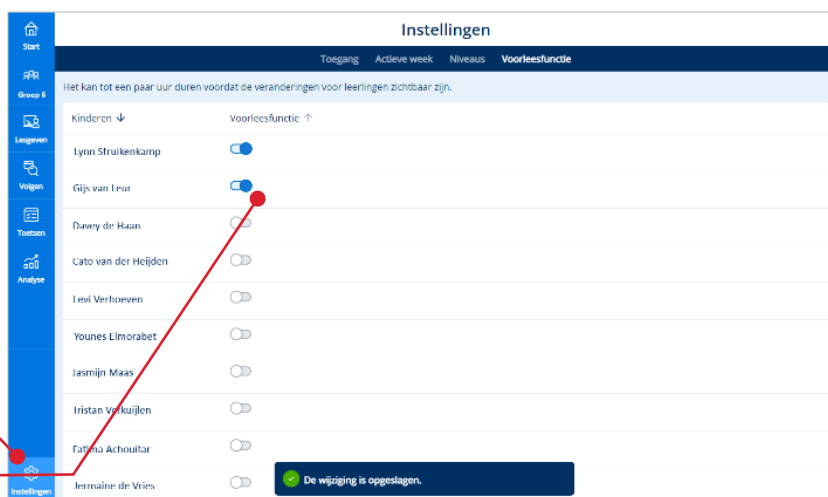 Instellingen
Start
Toegang Actieve week Niveaus Voorleesfunctie
Groep 6
Het kan tot een paar uur duren voordat de veranderingen voor leerlingen zichtbaar zijn.
Kinderen Voorleesfunctie
Lesgeven
Lynn Struikenkamp
Volgen
Gijs van Leur
Toetsen
Davey de Haan
Cato van der Heijden
Analyse
Levi Verhoeven
Younes Elmorabet
Jasmijn Maas
Tristan Verkuijlen
Fatima Achouitar
De wijziging is opgeslagen.
Jermaine de Vries
Instellingen